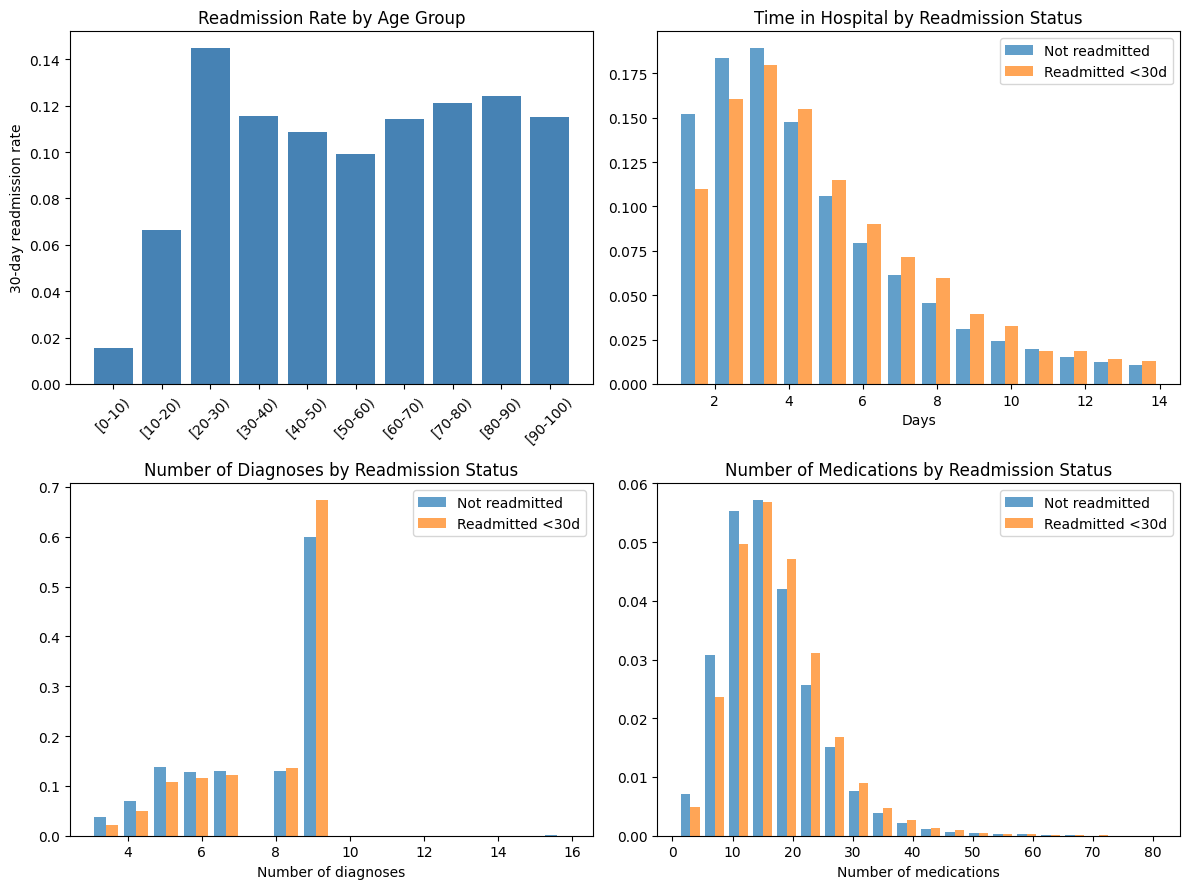 Readmission Rate by Age Group
30-day readmission rate
0.14
0.12
0.10
0.08
0.06
0.04
0.02
0.00
[0-10)
[10-20)
[20-30)
[30-40)
[40-50)
[50-60)
[60-70)
[70-80)
[80-90)
[90-100)
Time in Hospital by Readmission Status
Not readmitted
Readmitted <30d
0.175
0.150
0.125
0.100
0.075
0.050
0.025
0.000
2 4 6 8 10 12 14
Days
Number of Diagnoses by Readmission Status
Not readmitted
Readmitted <30d
0.7
0.6
0.5
0.4
0.3
0.2
0.1
0.0
4 6 8 10 12 14 16
Number of diagnoses
Number of Medications by Readmission Status
Not readmitted
Readmitted <30d
0.06
0.05
0.04
0.03
0.02
0.01
0.00
0 10 20 30 40 50 60 70 80
Number of medications